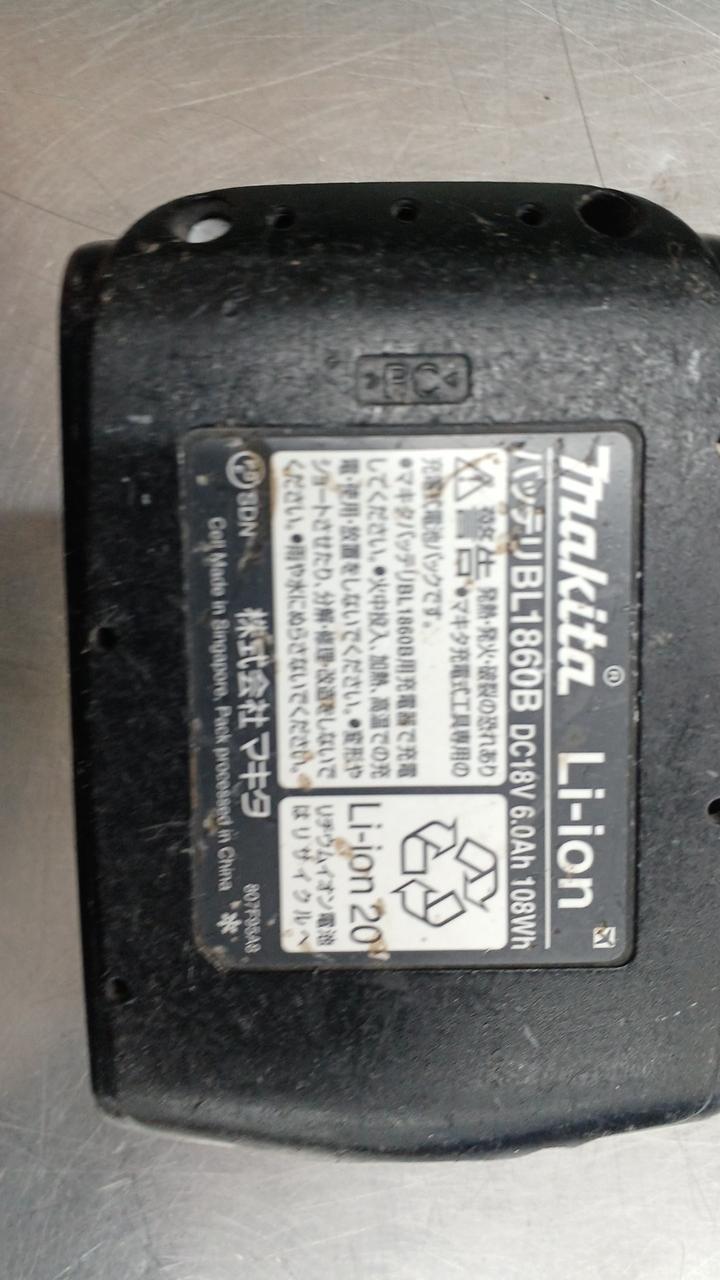 makita® Li-ion
バッテリBL1860B DC18V 6.0Ah 108Wh
警告 発熱・発火・破裂の恐れあり
●マキタ充電式工具専用の
充電式電池パックです。
●マキタバッテリBL1860B用充電器で充電
してください。●火中投入、加熱、高温での充
電・使用・放置をしないでください。●変形や
ショートさせたり、分解・修理・改造をしないで
ください。●雨や水にぬらさないでください。
Li-ion 20
リチウムイオン電池
はリサイクルへ
SDN 株式会社 マキタ
Cell Made in Singapore, Pack processed in China